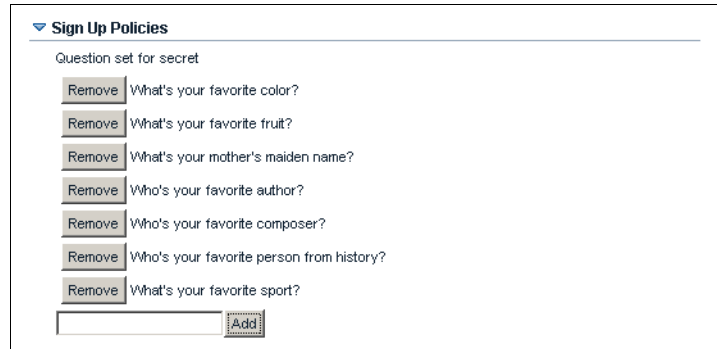 Sign Up Policies
Question set for secret
Remove What's your favorite color?
Remove What's your favorite fruit?
Remove What's your mother's maiden name?
Remove Who's your favorite author?
Remove Who's your favorite composer?
Remove Who's your favorite person from history?
Remove What's your favorite sport?
Add